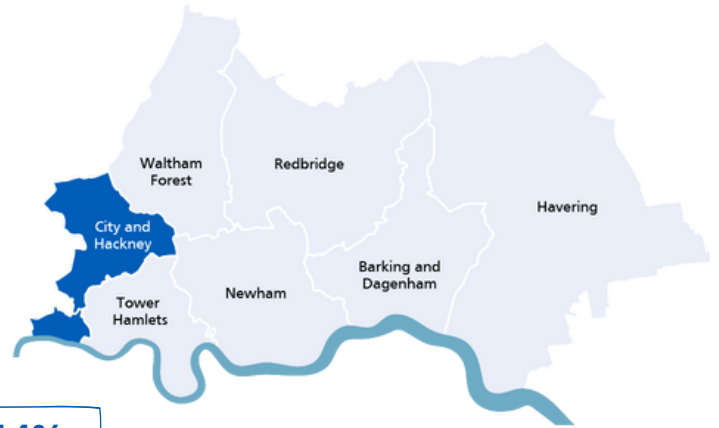 Waltham
Forest
Redbridge
Havering
City and
Hackney
Barking and
Dagenham
Newham
Tower
Hamlets